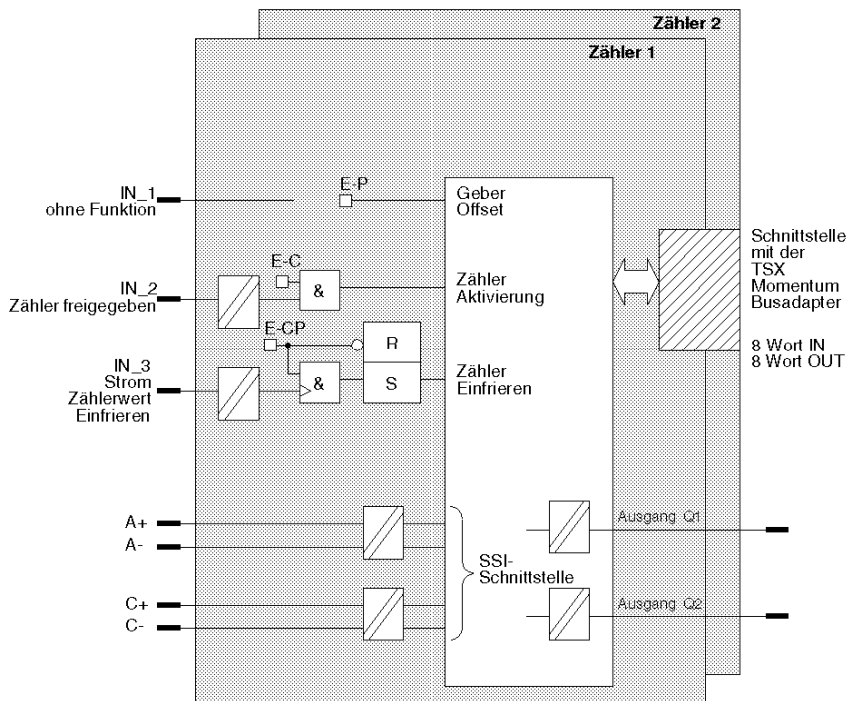 Zähler 2
Zähler 1
IN_1
ohne Funktion
E-P
Geber
Offset
E-C
IN_2
Zähler freigegeben
&
Zähler
Aktivierung
Schnittstelle
mit der
TSX
Momentum
Busadapter
8 Wort IN
8 Wort OUT
E-CP
R
IN_3
Strom
Zählerwert
Einfrieren
&
S
Zähler
Einfrieren
A+
A-
C+
C-
SSI-
Schnittstelle
Ausgang Q1
Ausgang Q2